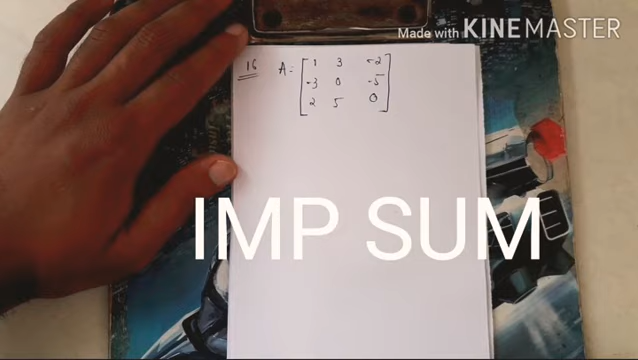 Made with KINEMASTER
16 A = [ 1 3 -2
-3 0 -5
2 5 0 ]
IMP SUM